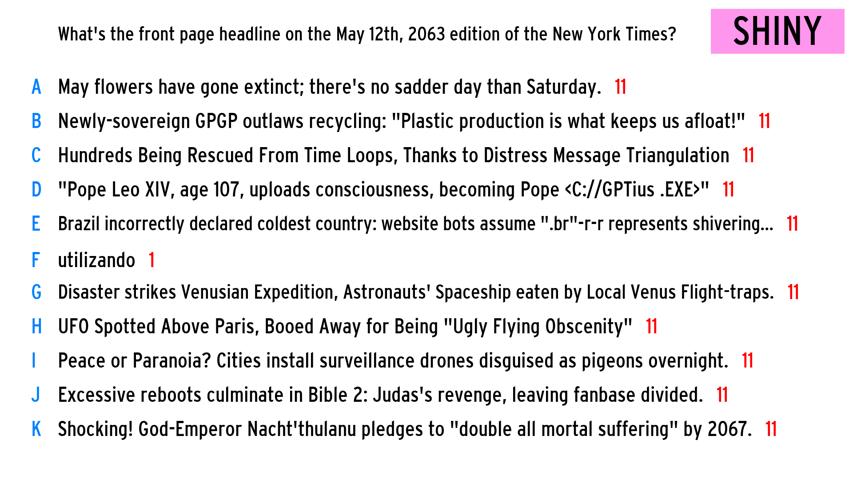 What's the front page headline on the May 12th, 2063 edition of the New York Times?
SHINY
A May flowers have gone extinct; there's no sadder day than Saturday. 11
B Newly-sovereign GPGP outlaws recycling: "Plastic production is what keeps us afloat!" 11
C Hundreds Being Rescued From Time Loops, Thanks to Distress Message Triangulation 11
D "Pope Leo XIV, age 107, uploads consciousness, becoming Pope <C://GPTius .EXE>" 11
E Brazil incorrectly declared coldest country: website bots assume ".br"-r-r represents shivering... 11
F utilizando 1
G Disaster strikes Venusian Expedition, Astronauts' Spaceship eaten by Local Venus Flight-traps. 11
H UFO Spotted Above Paris, Booed Away for Being "Ugly Flying Obscenity" 11
I Peace or Paranoia? Cities install surveillance drones disguised as pigeons overnight. 11
J Excessive reboots culminate in Bible 2: Judas's revenge, leaving fanbase divided. 11
K Shocking! God-Emperor Nacht'thulanu pledges to "double all mortal suffering" by 2067. 11